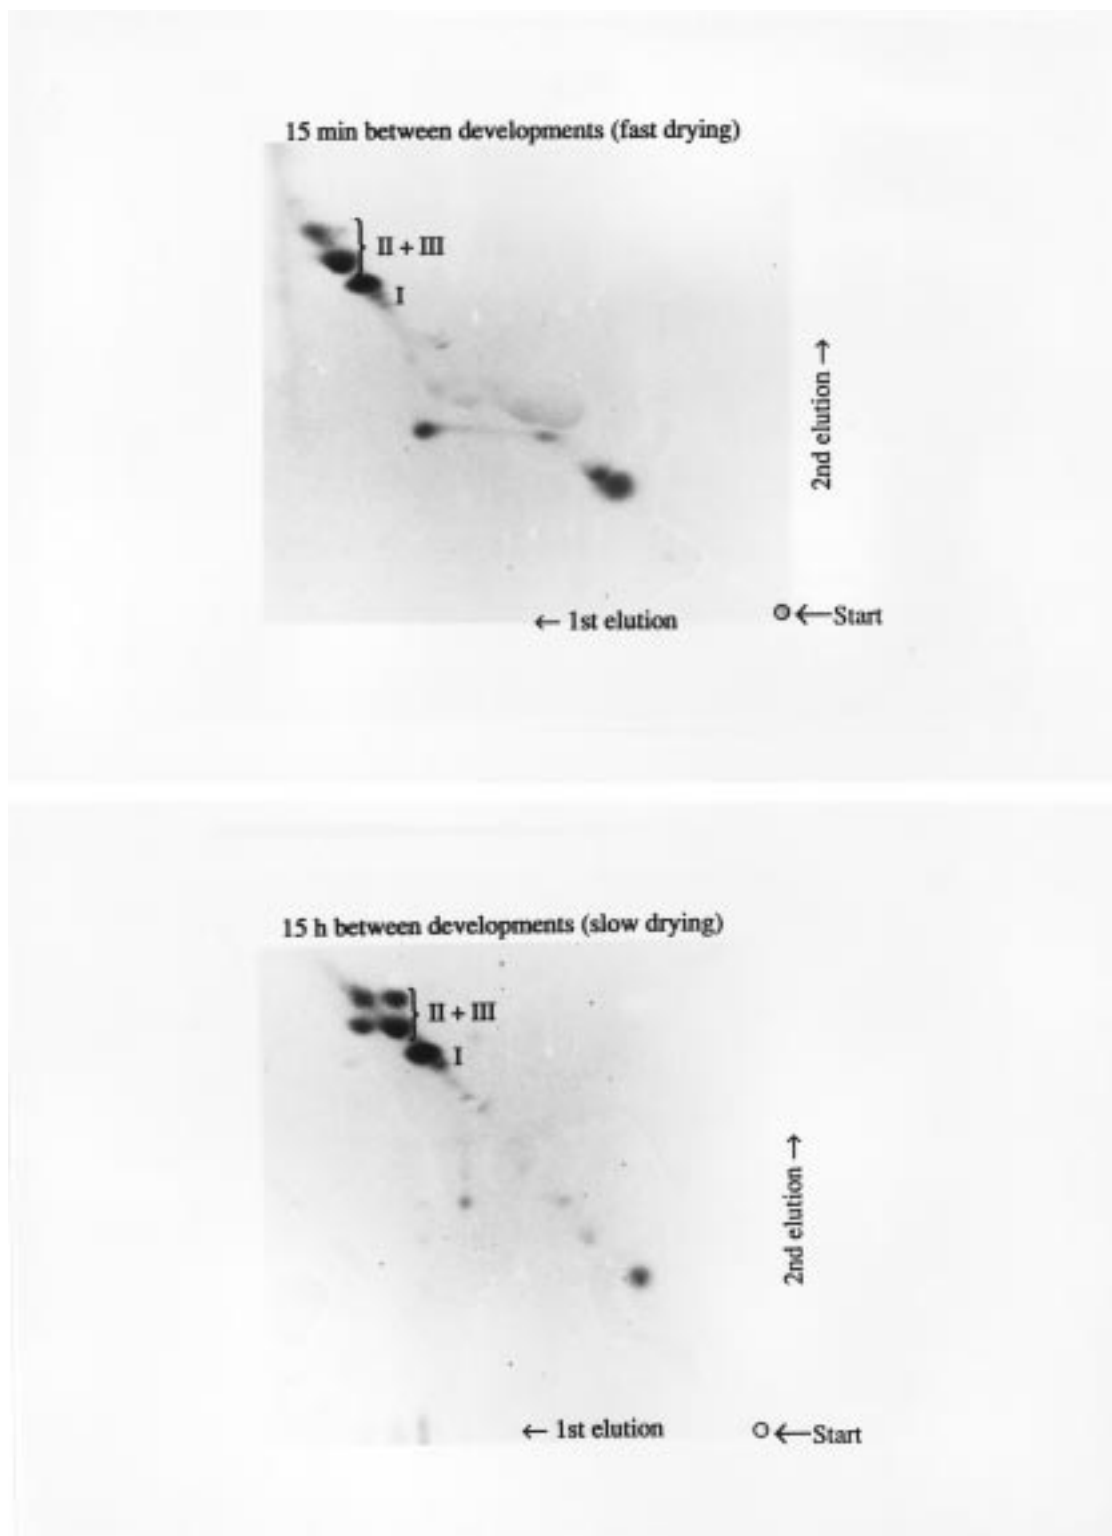 15 min between developments (fast drying)
II + III
I
2nd elution →
← 1st elution
←Start
15 h between developments (slow drying)
II + III
I
2nd elution →
← 1st elution
←Start